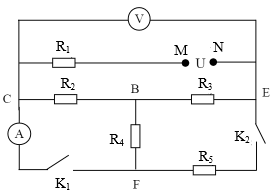 V
R₁ M U N
R₂ B R₃
C E
A R₄ K₂
K₁ F R₅